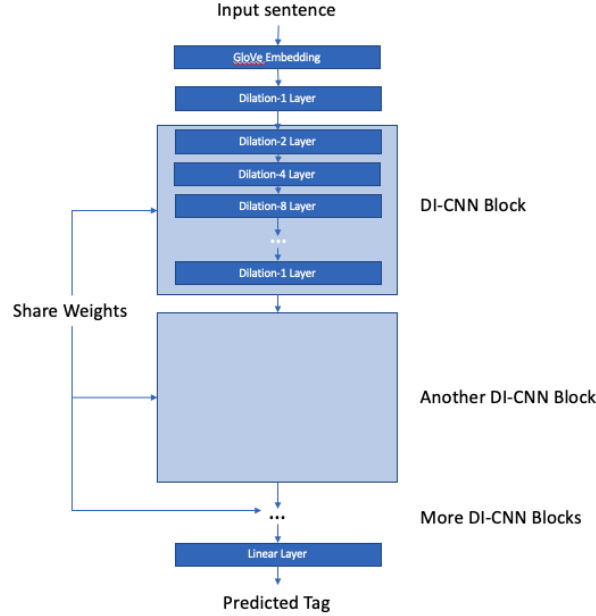 Input sentence
GloVe Embedding
Dilation-1 Layer
Dilation-2 Layer
Dilation-4 Layer
Dilation-8 Layer
DI-CNN Block
...
Dilation-1 Layer
Share Weights
Another DI-CNN Block
...
More DI-CNN Blocks
Linear Layer
Predicted Tag